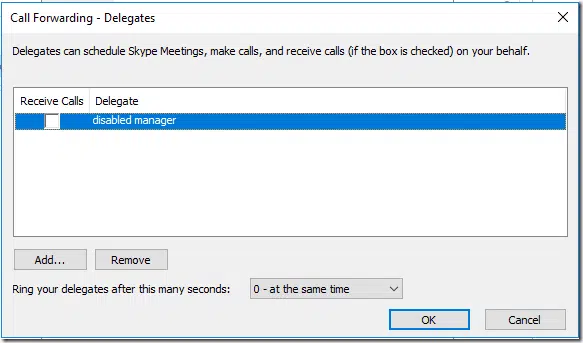 Call Forwarding - Delegates
Delegates can schedule Skype Meetings, make calls, and receive calls (if the box is checked) on your behalf.
Receive Calls Delegate
disabled manager
Add... Remove
Ring your delegates after this many seconds: 0 - at the same time
OK Cancel